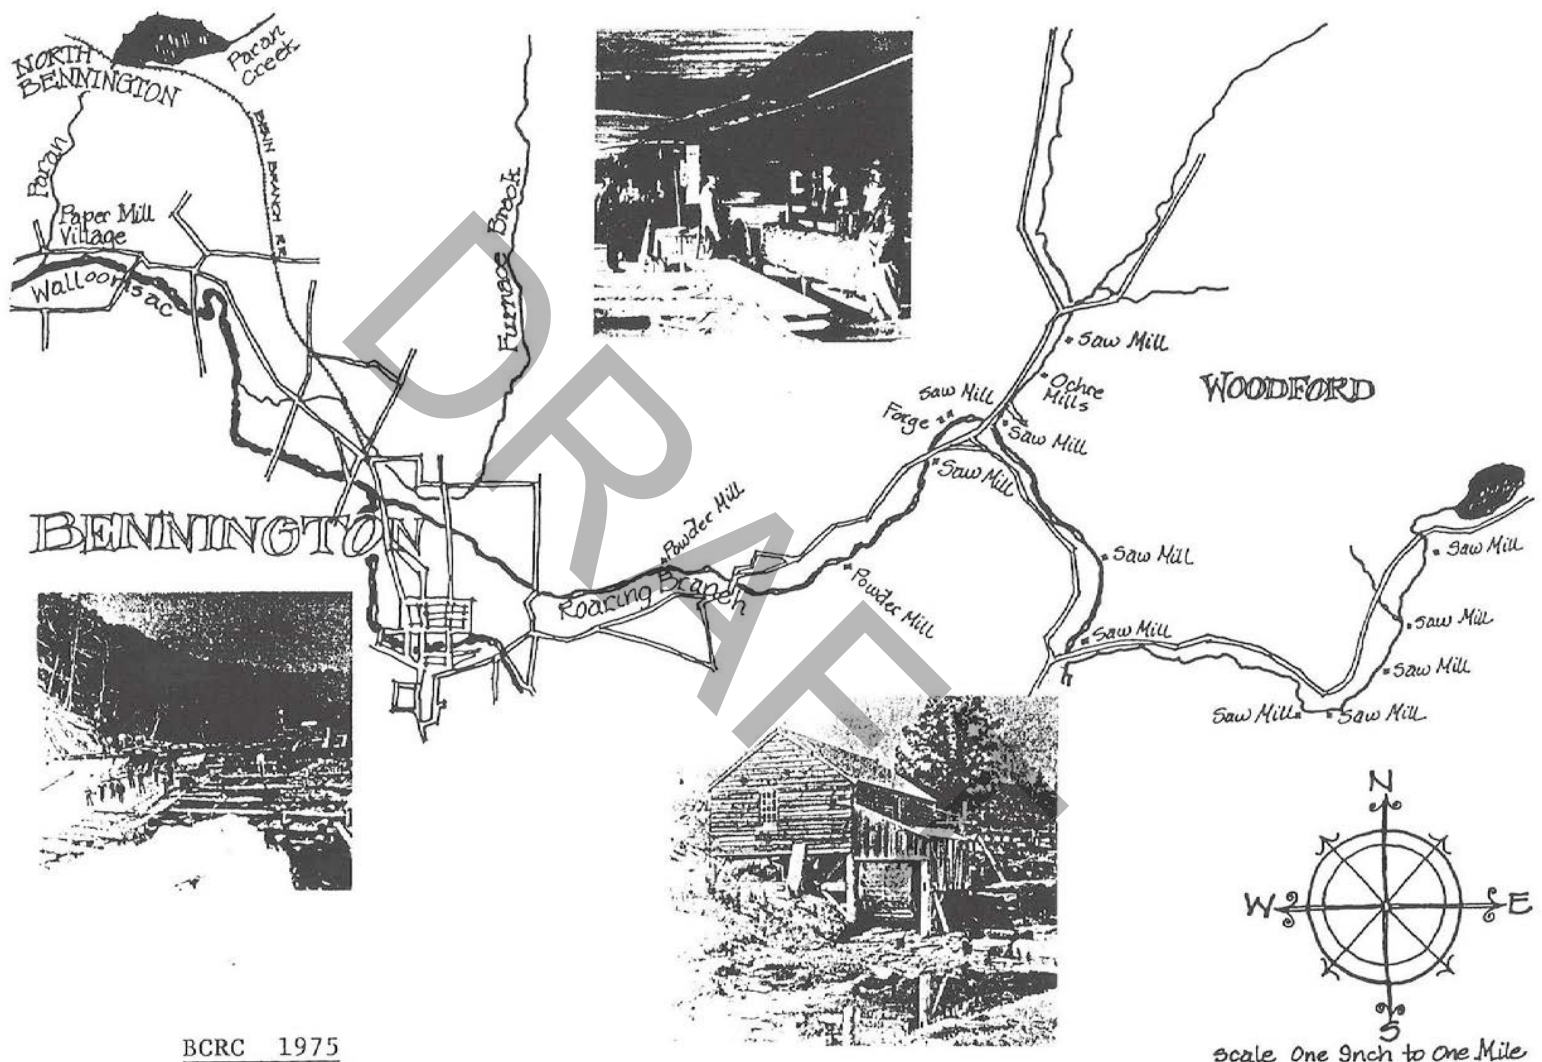 NORTH
BENNINGTON
Paran
Creek
Paran
BENN BRANCH R.R.
Furnace Brook
Paper Mill
Village
Walloomsac
BENNINGTON
Roaring Branch
Powder Mill
Powder Mill
Saw Mill
Forge
Saw Mill
Ochre
Mills
Saw Mill
Saw Mill
WOODFORD
Saw Mill
Saw Mill
Saw Mill
Saw Mill
Saw Mill
Saw Mill
Saw Mill
DRAFT
N
W
E
S
Scale One Inch to One Mile
BCRC 1975